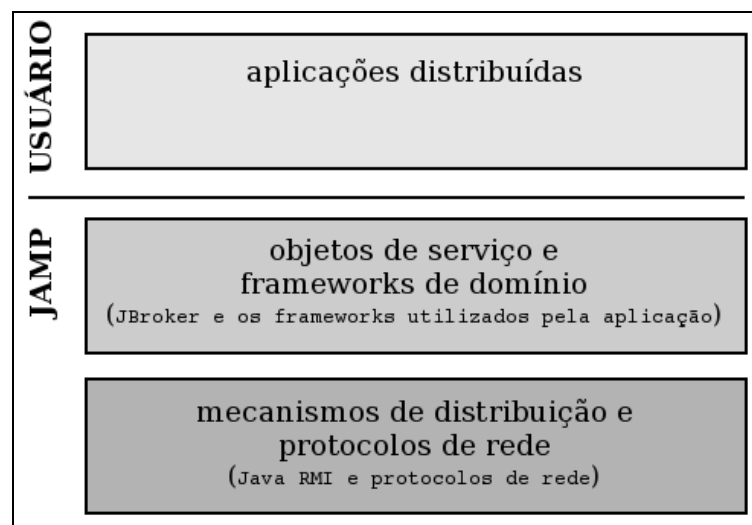 USUÁRIO
aplicações distribuídas
JAMP
objetos de serviço e
frameworks de domínio
(JBroker e os frameworks utilizados pela aplicação)
mecanismos de distribuição e
protocolos de rede
(Java RMI e protocolos de rede)